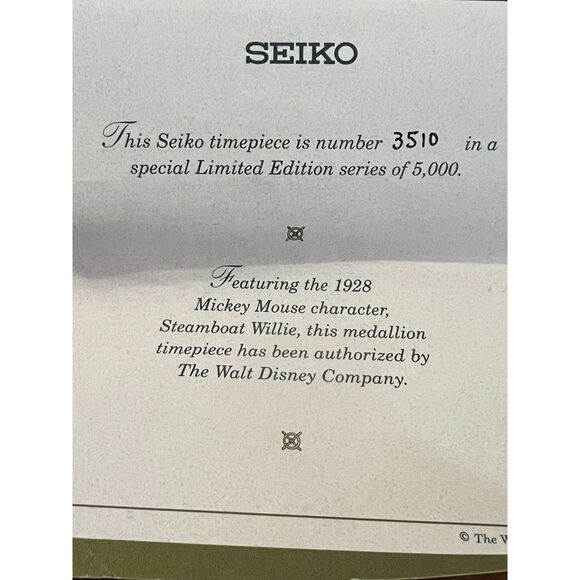 SEIKO
This Seiko timepiece is number 3510 in a
special Limited Edition series of 5,000.
Featuring the 1928
Mickey Mouse character,
Steamboat Willie, this medallion
timepiece has been authorized by
The Walt Disney Company.
© The